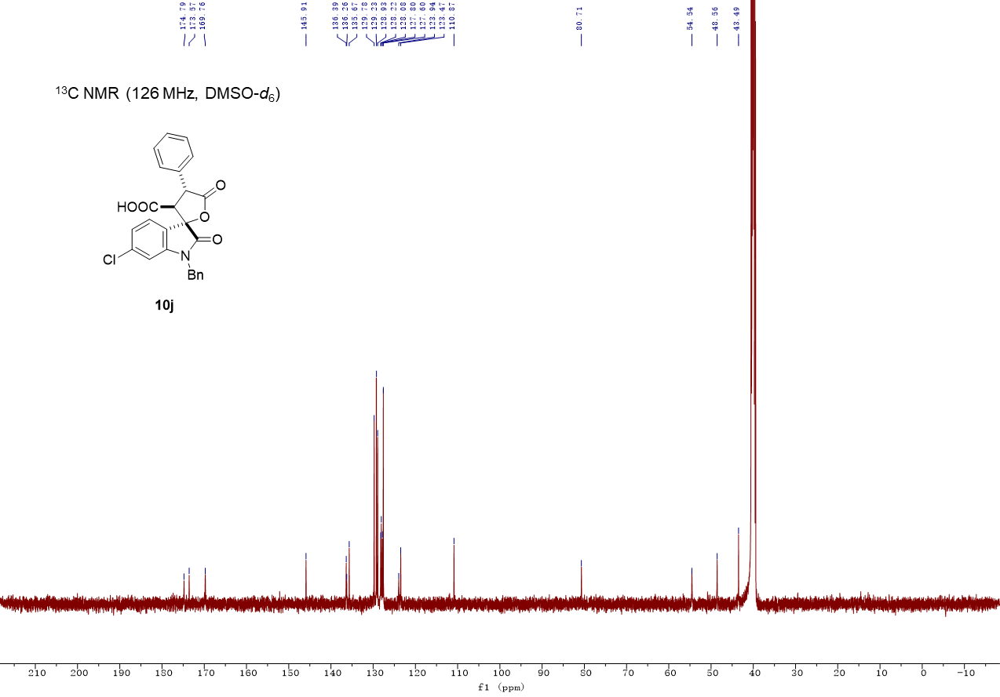 174.79
173.57
169.76
145.91
136.39
136.26
135.67
129.78
129.23
128.93
128.22
128.08
127.80
127.60
123.94
123.47
110.87
80.71
54.54
48.56
43.49
¹³C NMR (126 MHz, DMSO-d₆)
O
HOOC
O
O
Cl
N
Bn
10j
210 200 190 180 170 160 150 140 130 120 110 100 90 80 70 60 50 40 30 20 10 0 -10
f1 (ppm)